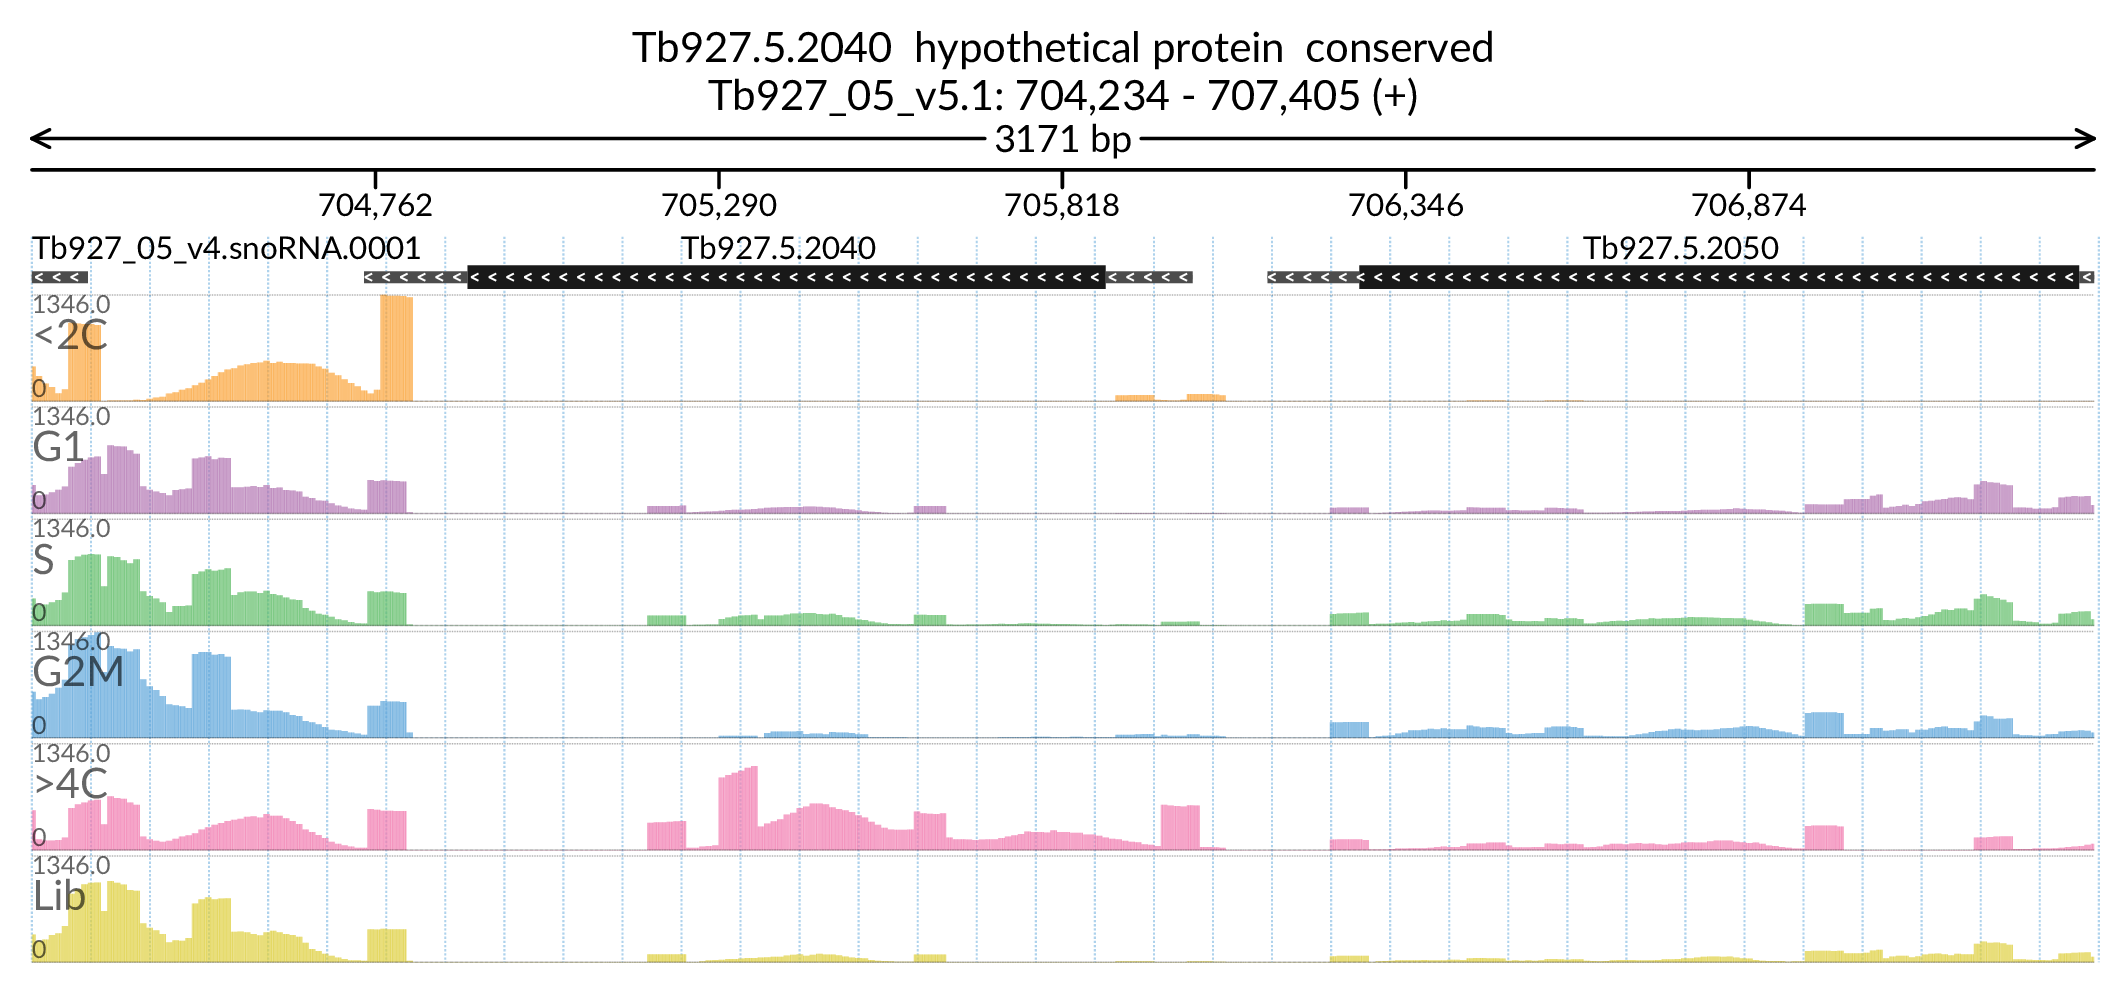 Tb927.5.2040 hypothetical protein conserved
Tb927_05_v5.1: 704,234 - 707,405 (+)
3171 bp
704,762 705,290 705,818 706,346 706,874
Tb927_05_v4.snoRNA.0001 Tb927.5.2040 Tb927.5.2050
1346.0
<2C
0
1346.0
G1
0
1346.0
S
0
1346.0
G2M
0
1346.0
>4C
0
1346.0
Lib
0